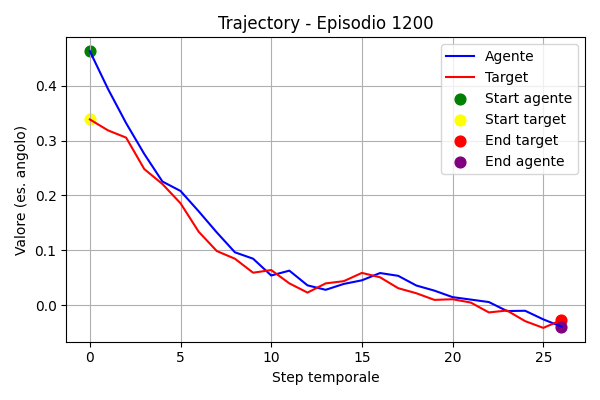 Trajectory - Episodio 1200
Valore (es. angolo)
0.4
0.3
0.2
0.1
0.0
Agente
Target
Start agente
Start target
End target
End agente
0 5 10 15 20 25
Step temporale